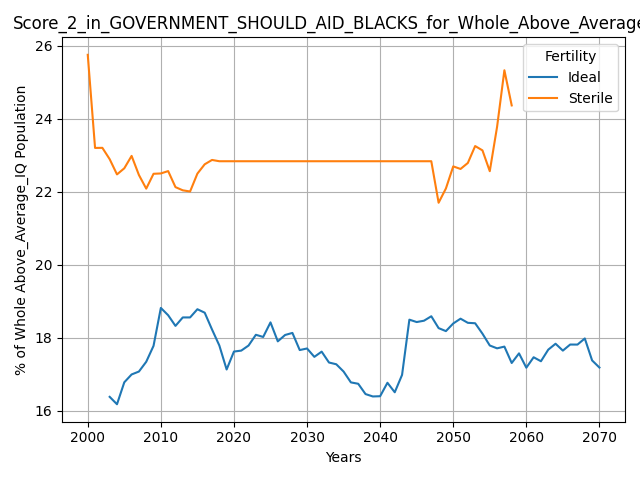 Score_2_in_GOVERNMENT_SHOULD_AID_BLACKS_for_Whole_Above_Average
26
24
22
20
18
16
% of Whole Above_Average_IQ Population
Fertility
Ideal
Sterile
2000 2010 2020 2030 2040 2050 2060 2070
Years